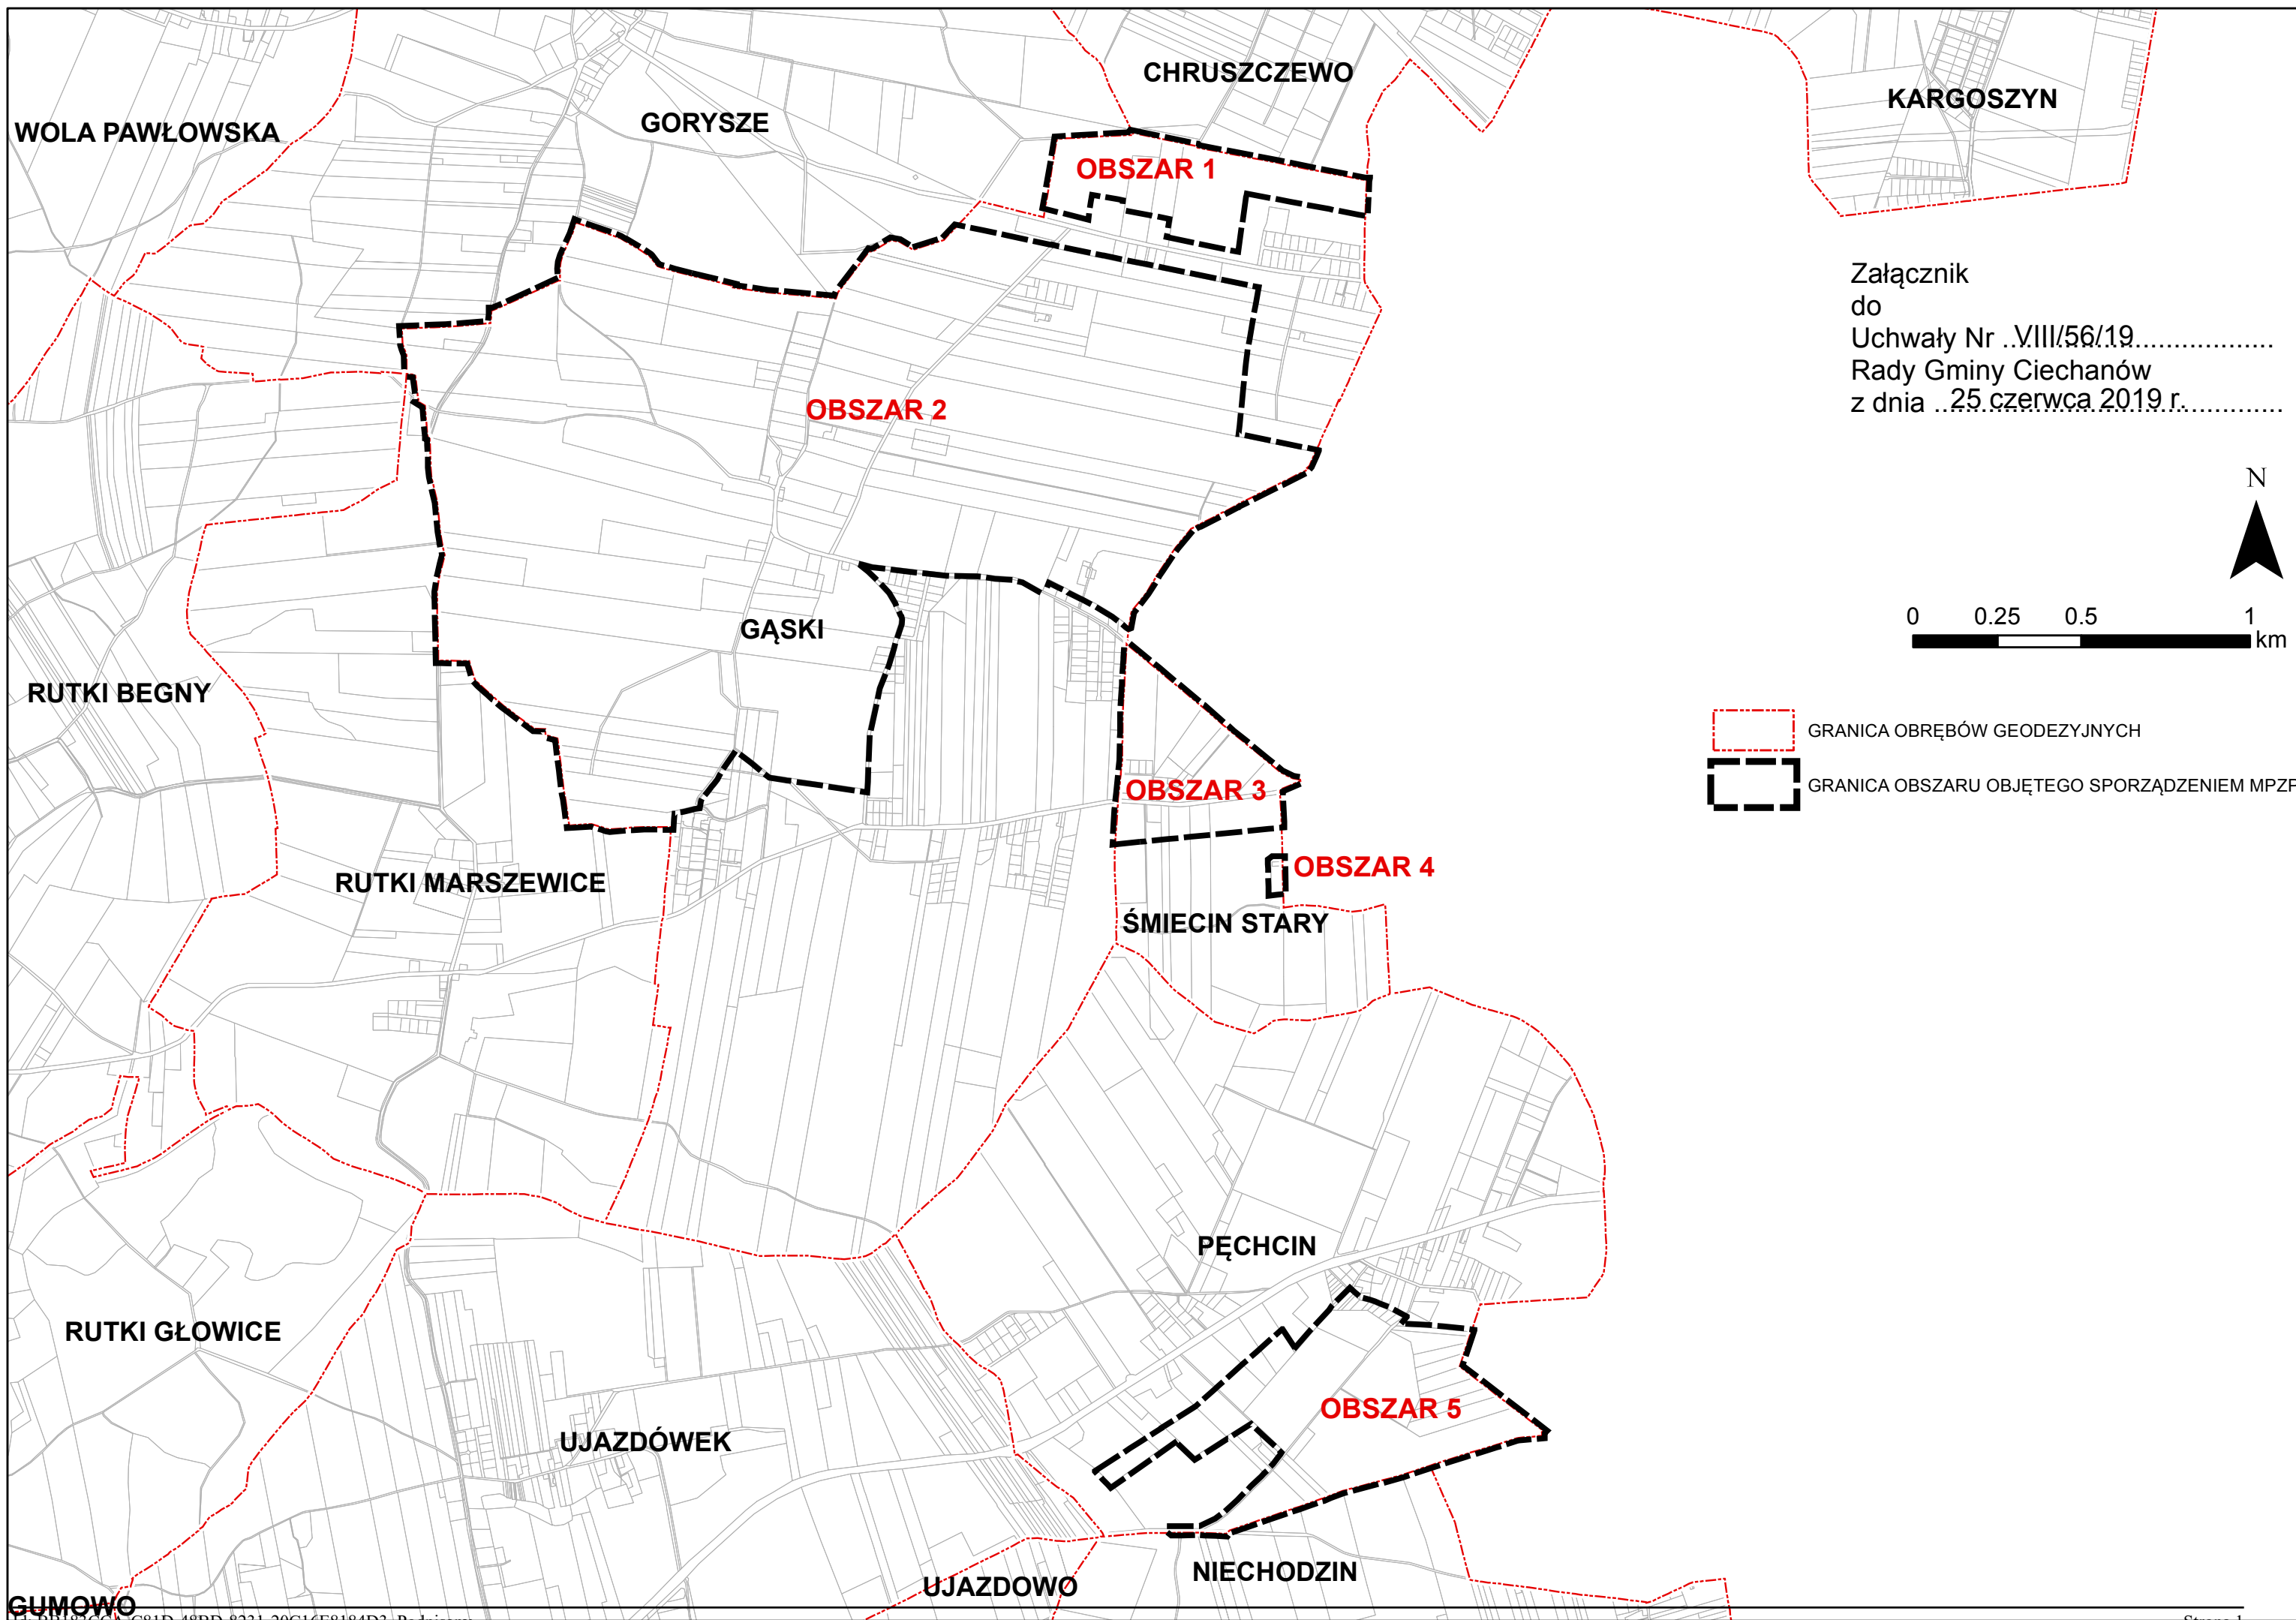 CHRUSZCZEWO
KARGOSZYN
GORYSZE
WOLA PAWŁOWSKA
OBSZAR 1
Załącznik
do
Uchwały Nr ..VIII/56/19....................
Rady Gminy Ciechanów
z dnia ..25 czerwca 2019 r...............
OBSZAR 2
N
0 0.25 0.5 1
km
GĄSKI
RUTKI BEGNY
GRANICA OBRĘBÓW GEODEZYJNYCH
GRANICA OBSZARU OBJĘTEGO SPORZĄDZENIEM MPZP
OBSZAR 3
OBSZAR 4
RUTKI MARSZEWICE
ŚMIECIN STARY
PĘCHCIN
RUTKI GŁOWICE
OBSZAR 5
UJAZDÓWEK
NIECHODZIN
UJAZDOWO
GUMOWO
Strona 1